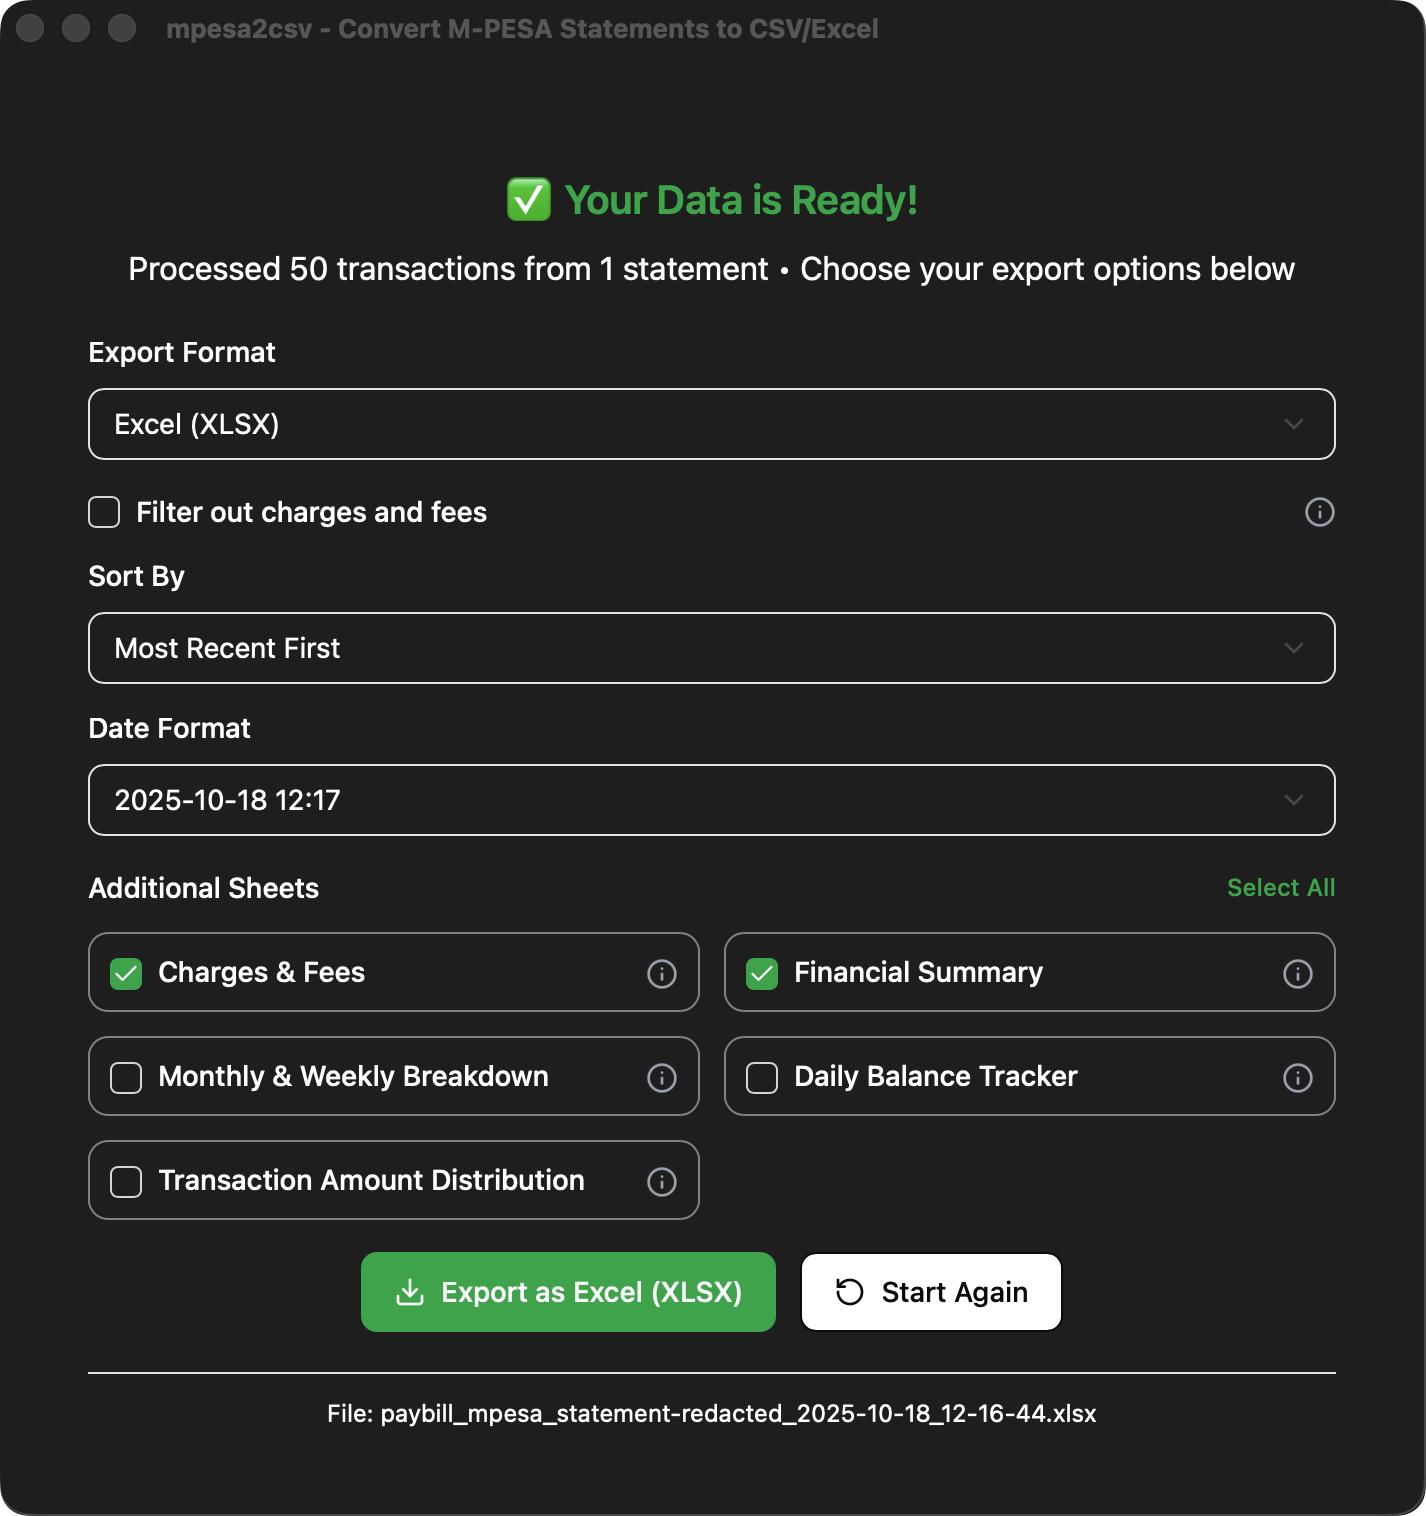 mpesa2csv - Convert M-PESA Statements to CSV/Excel
✅ Your Data is Ready!
Processed 50 transactions from 1 statement • Choose your export options below
Export Format
Excel (XLSX)
Filter out charges and fees
Sort By
Most Recent First
Date Format
2025-10-18 12:17
Additional Sheets
Select All
Charges & Fees
Financial Summary
Monthly & Weekly Breakdown
Daily Balance Tracker
Transaction Amount Distribution
Export as Excel (XLSX)
Start Again
File: paybill_mpesa_statement-redacted_2025-10-18_12-16-44.xlsx